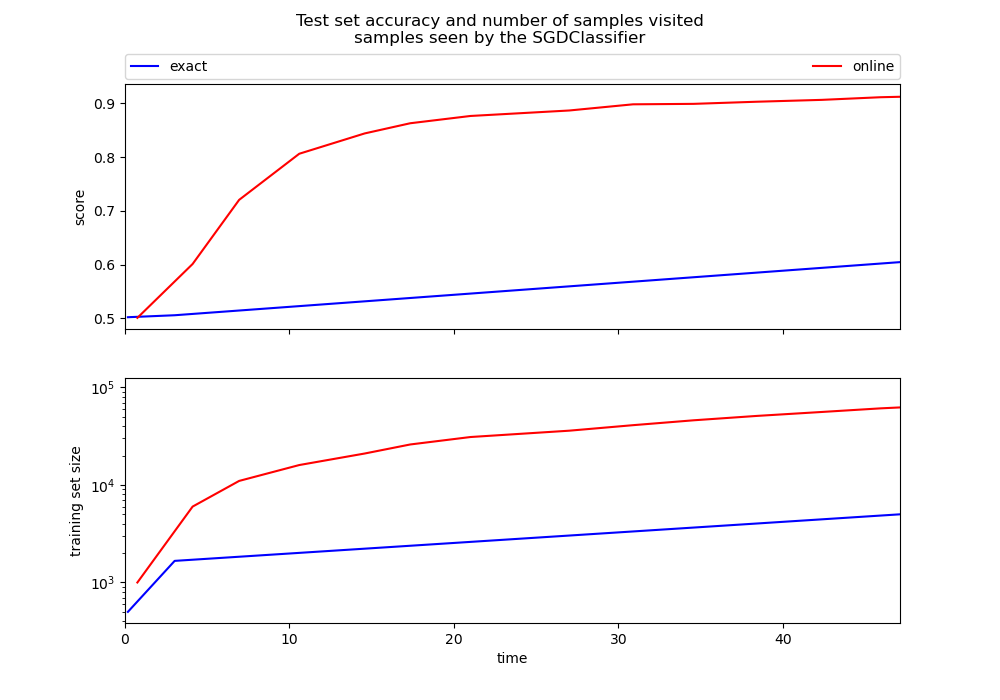 Test set accuracy and number of samples visited
samples seen by the SGDClassifier
exact
online
0.9
0.8
0.7
0.6
0.5
score
10⁵
10⁴
10³
training set size
0
10
20
30
40
time